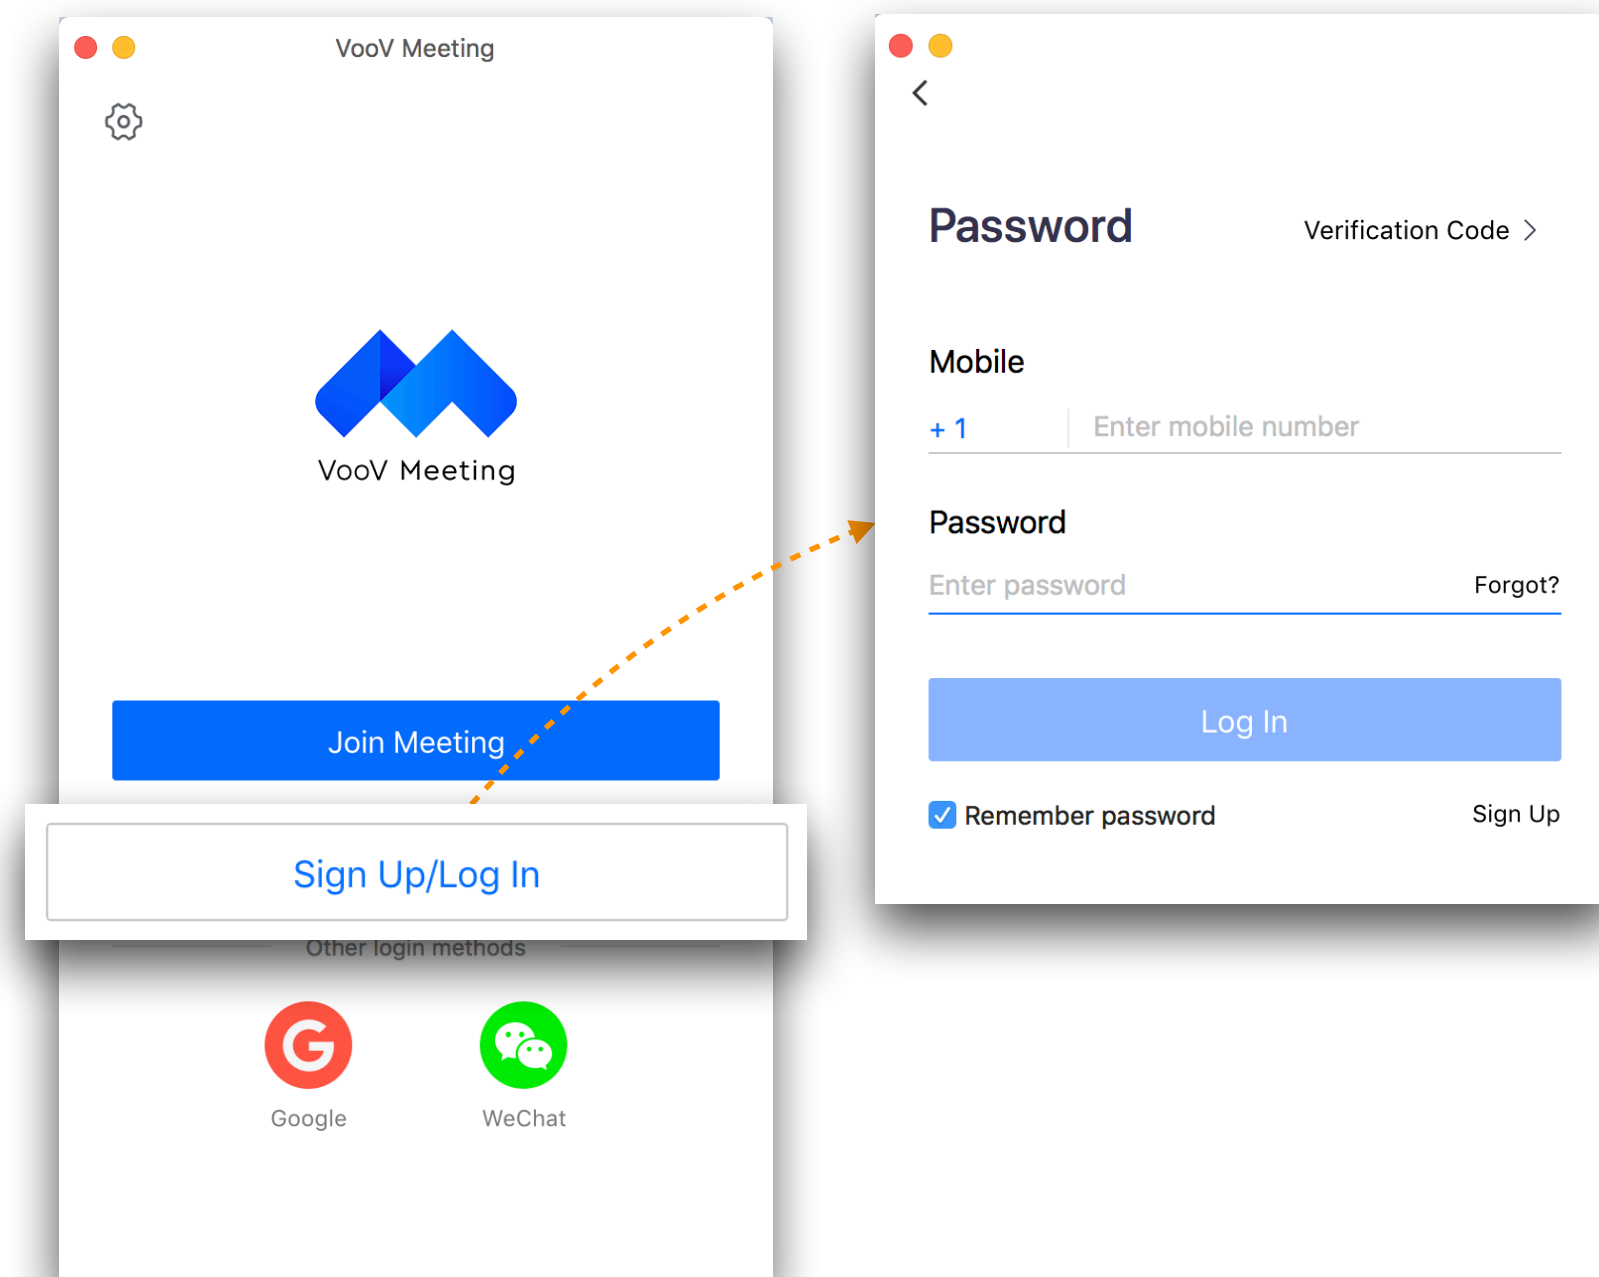 VooV Meeting
VooV Meeting
Join Meeting
Sign Up/Log In
Other login methods
Google
WeChat
Password
Verification Code
Mobile
+ 1
Enter mobile number
Password
Enter password
Forgot?
Log In
Remember password
Sign Up